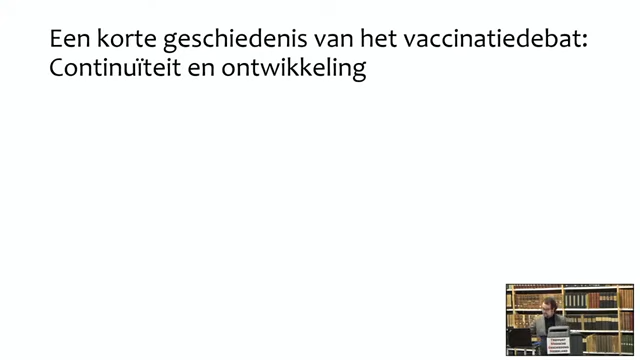 Een korte geschiedenis van het vaccinatiedebat:
Continuïteit en ontwikkeling